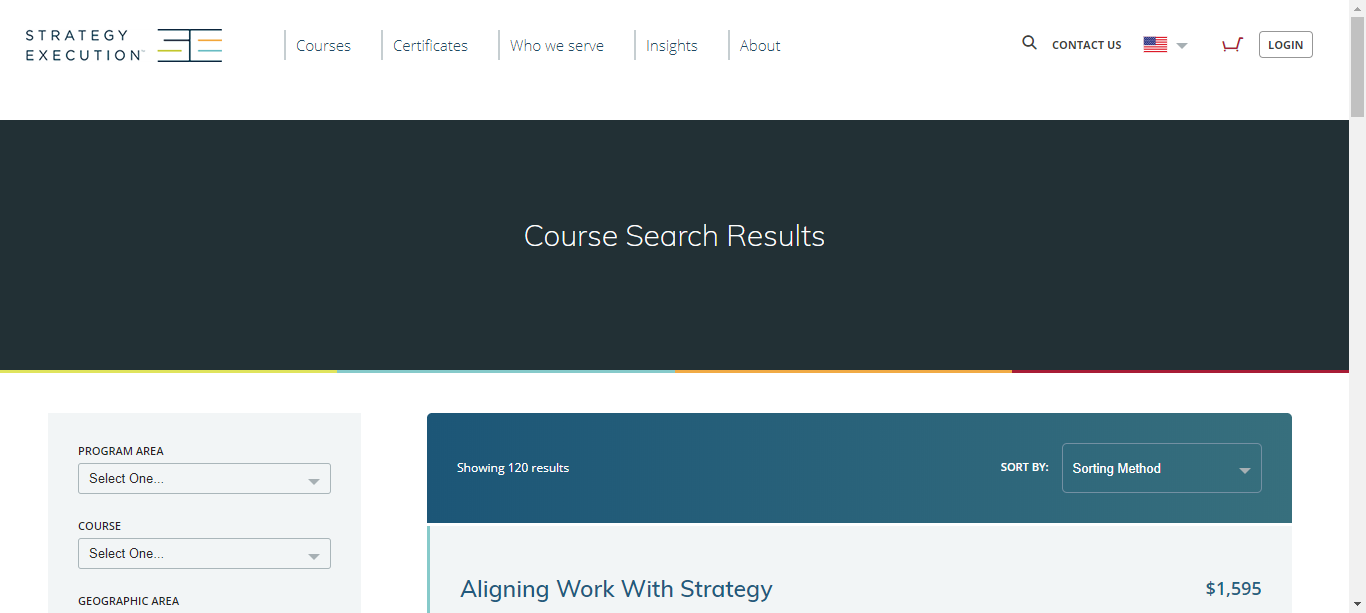 STRATEGY
EXECUTION™
Courses
Certificates
Who we serve
Insights
About
CONTACT US
LOGIN
Course Search Results
PROGRAM AREA
Select One...
COURSE
Select One...
GEOGRAPHIC AREA
Showing 120 results
SORT BY:
Sorting Method
Aligning Work With Strategy
$1,595